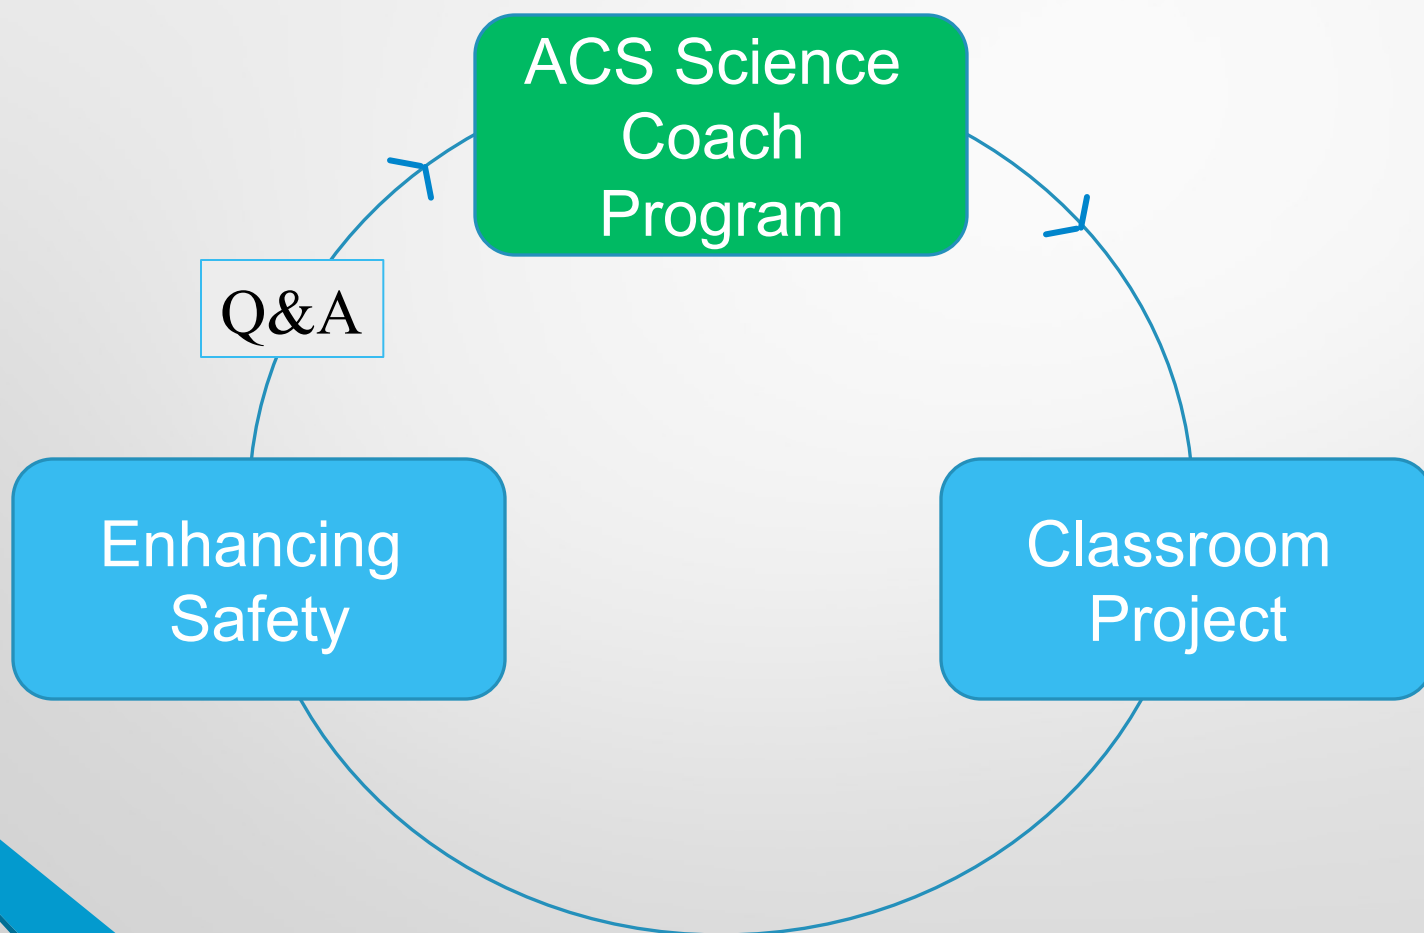 ACS Science
Coach
Program
Q&A
Enhancing
Safety
Classroom
Project